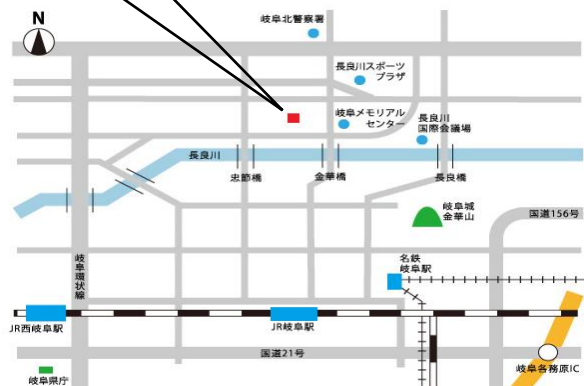 N
岐阜北警察署
長良川スポーツ
プラザ
岐阜メモリアル
センター
長良川
国際会議場
長良川
忠節橋
金華橋
長良橋
岐阜城
金華山
国道156号
岐阜環状線
名鉄
岐阜駅
JR西岐阜駅
JR岐阜駅
国道21号
岐阜県庁
岐阜各務原IC